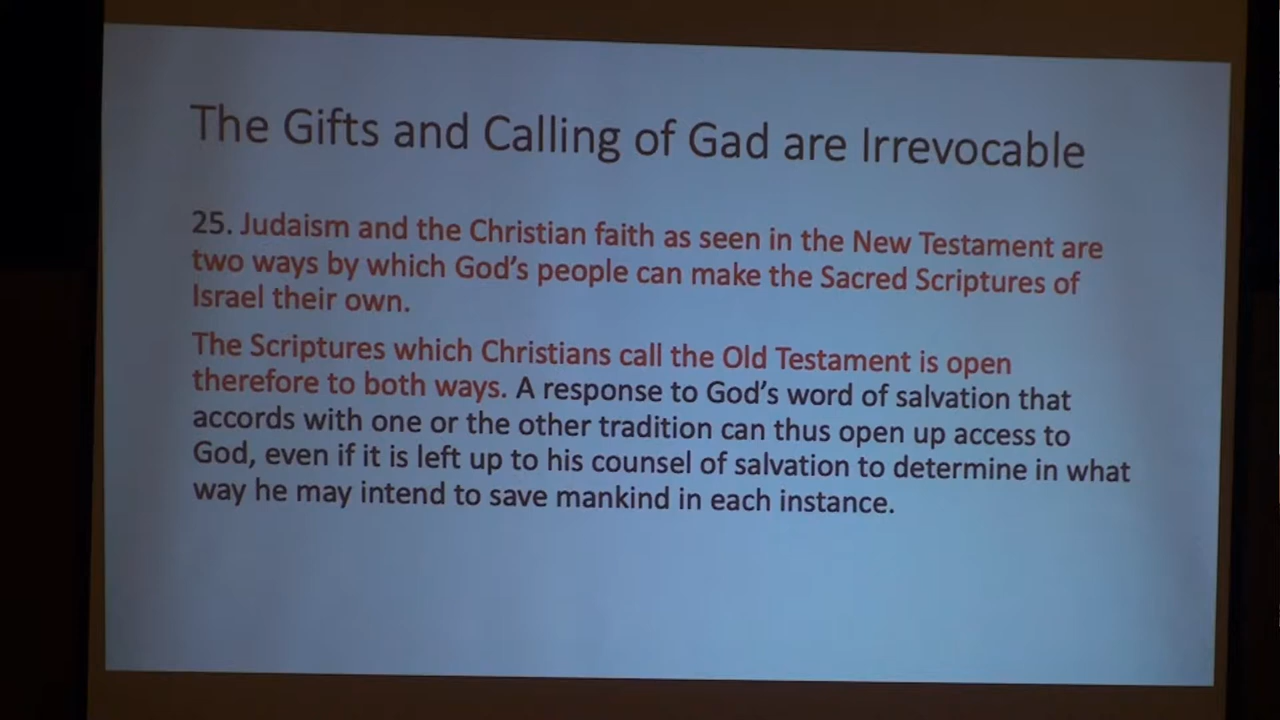 The Gifts and Calling of Gad are Irrevocable
25. Judaism and the Christian faith as seen in the New Testament are
two ways by which God's people can make the Sacred Scriptures of
Israel their own.
The Scriptures which Christians call the Old Testament is open
therefore to both ways. A response to God's word of salvation that
accords with one or the other tradition can thus open up access to
God, even if it is left up to his counsel of salvation to determine in what
way he may intend to save mankind in each instance.